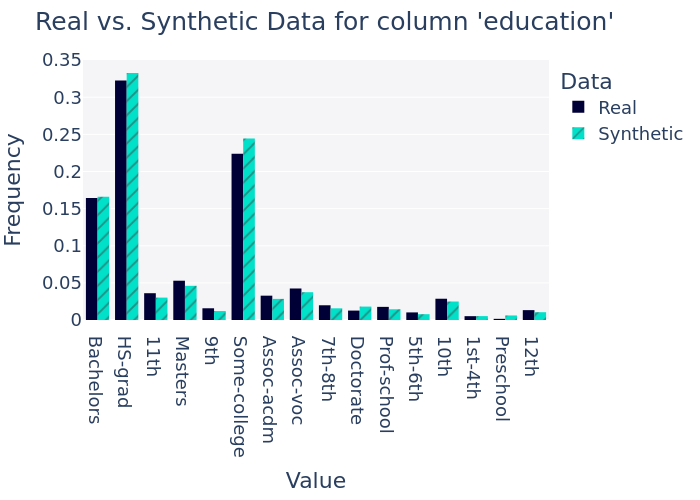 Real vs. Synthetic Data for column 'education'
Frequency
0.35
0.3
0.25
0.2
0.15
0.1
0.05
0
Bachelors
HS-grad
11th
Masters
9th
Some-college
Assoc-acdm
Assoc-voc
7th-8th
Doctorate
Prof-school
5th-6th
10th
1st-4th
Preschool
12th
Value
Data
Real
Synthetic